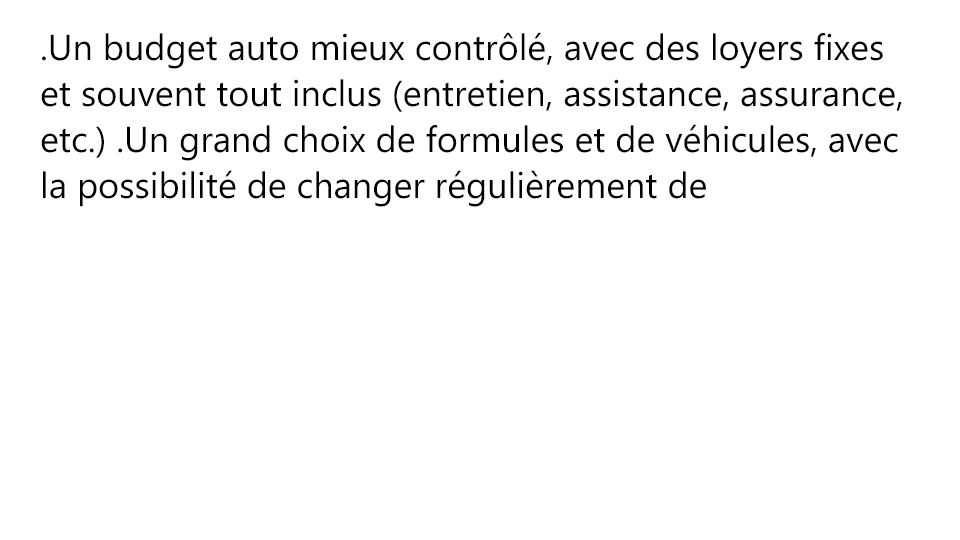 .Un budget auto mieux contrôlé, avec des loyers fixes
et souvent tout inclus (entretien, assistance, assurance,
etc.) .Un grand choix de formules et de véhicules, avec
la possibilité de changer régulièrement de